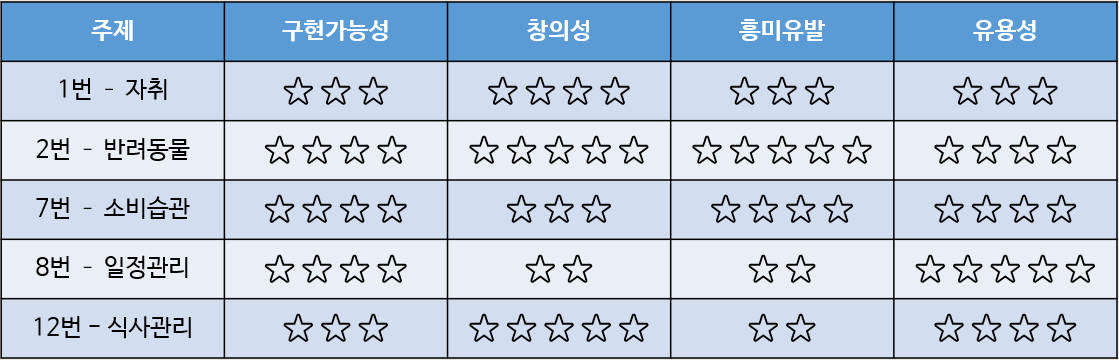 주제 구현가능성 창의성 흥미유발 유용성
1번 - 자취 ☆☆☆ ☆☆☆☆ ☆☆☆ ☆☆☆
2번 - 반려동물 ☆☆☆☆ ☆☆☆☆☆ ☆☆☆☆☆ ☆☆☆☆
7번 - 소비습관 ☆☆☆☆ ☆☆☆ ☆☆☆☆ ☆☆☆☆
8번 - 일정관리 ☆☆☆☆ ☆☆ ☆☆ ☆☆☆☆☆
12번 – 식사관리 ☆☆☆ ☆☆☆☆☆ ☆☆ ☆☆☆☆